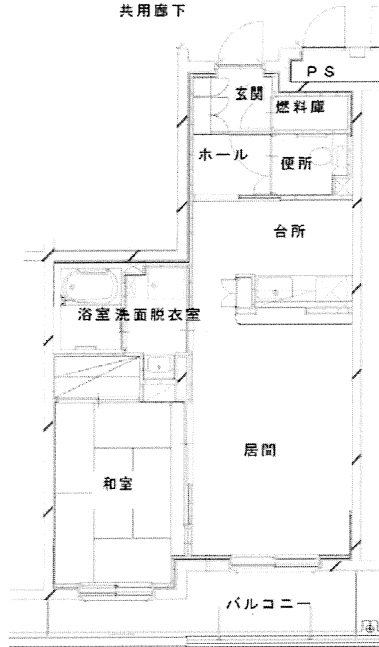 共用廊下
PS
玄関
燃料庫
ホール
便所
台所
浴室
洗面脱衣室
居間
和室
バルコニー